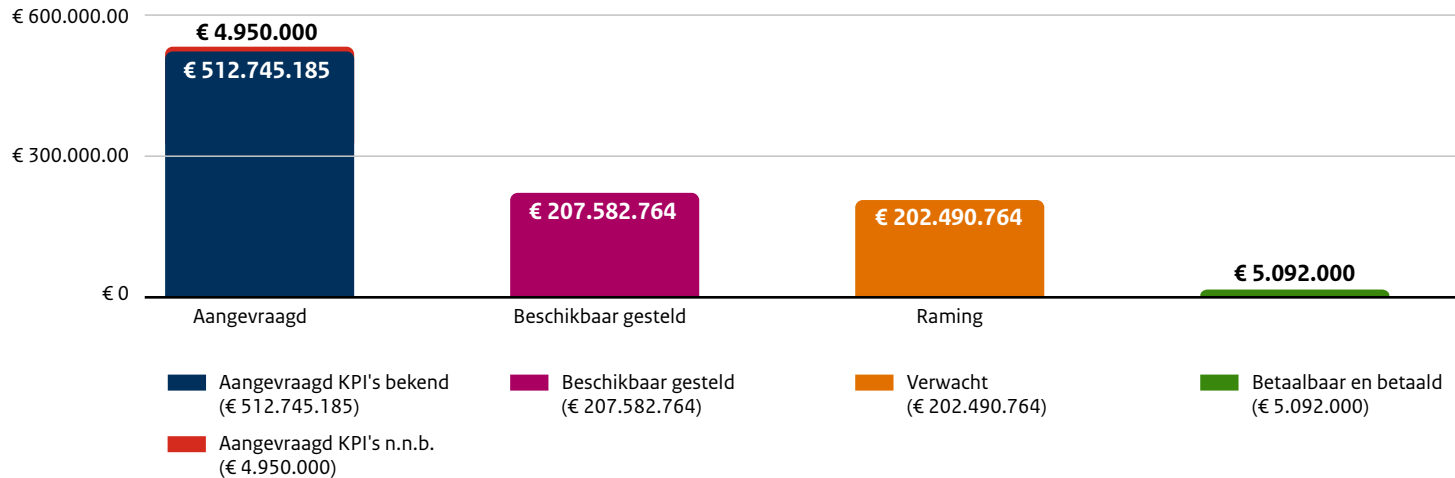 € 600.000.00
€ 4.950.000
€ 512.745.185
€ 300.000.00
€ 207.582.764
€ 202.490.764
€ 5.092.000
€ 0
Aangevraagd
Beschikbaar gesteld
Raming
Aangevraagd KPI's bekend
(€ 512.745.185)
Beschikbaar gesteld
(€ 207.582.764)
Verwacht
(€ 202.490.764)
Betaalbaar en betaald
(€ 5.092.000)
Aangevraagd KPI's n.n.b.
(€ 4.950.000)